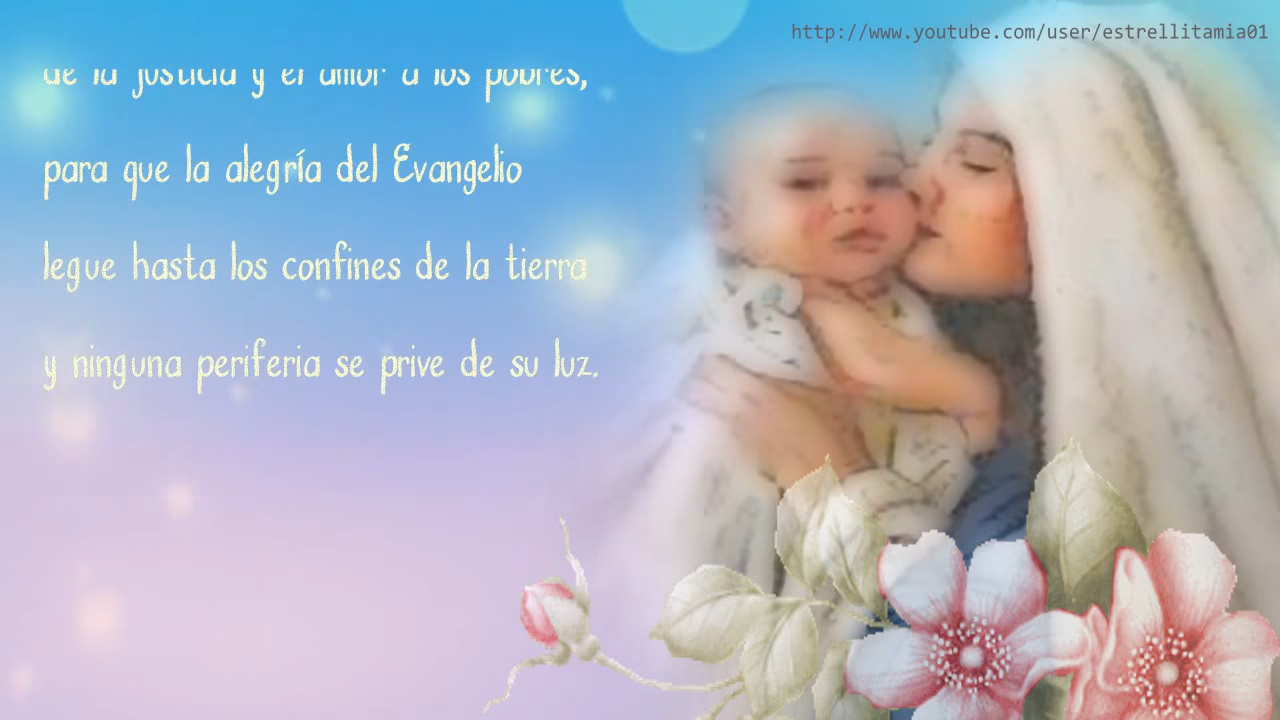 http://www.youtube.com/user/estrellitamia01
de la justicia y el amor a los pobres,
para que la alegría del Evangelio
legue hasta los confines de la tierra
y ninguna periferia se prive de su luz.